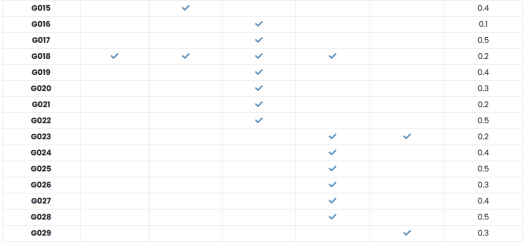 G015 ✓ 0.4
G016 ✓ 0.1
G017 ✓ 0.5
G018 ✓ ✓ ✓ ✓ 0.2
G019 ✓ 0.4
G020 ✓ 0.3
G021 ✓ 0.2
G022 ✓ 0.5
G023 ✓ ✓ 0.2
G024 ✓ 0.4
G025 ✓ 0.5
G026 ✓ 0.3
G027 ✓ 0.4
G028 ✓ 0.5
G029 ✓ 0.3